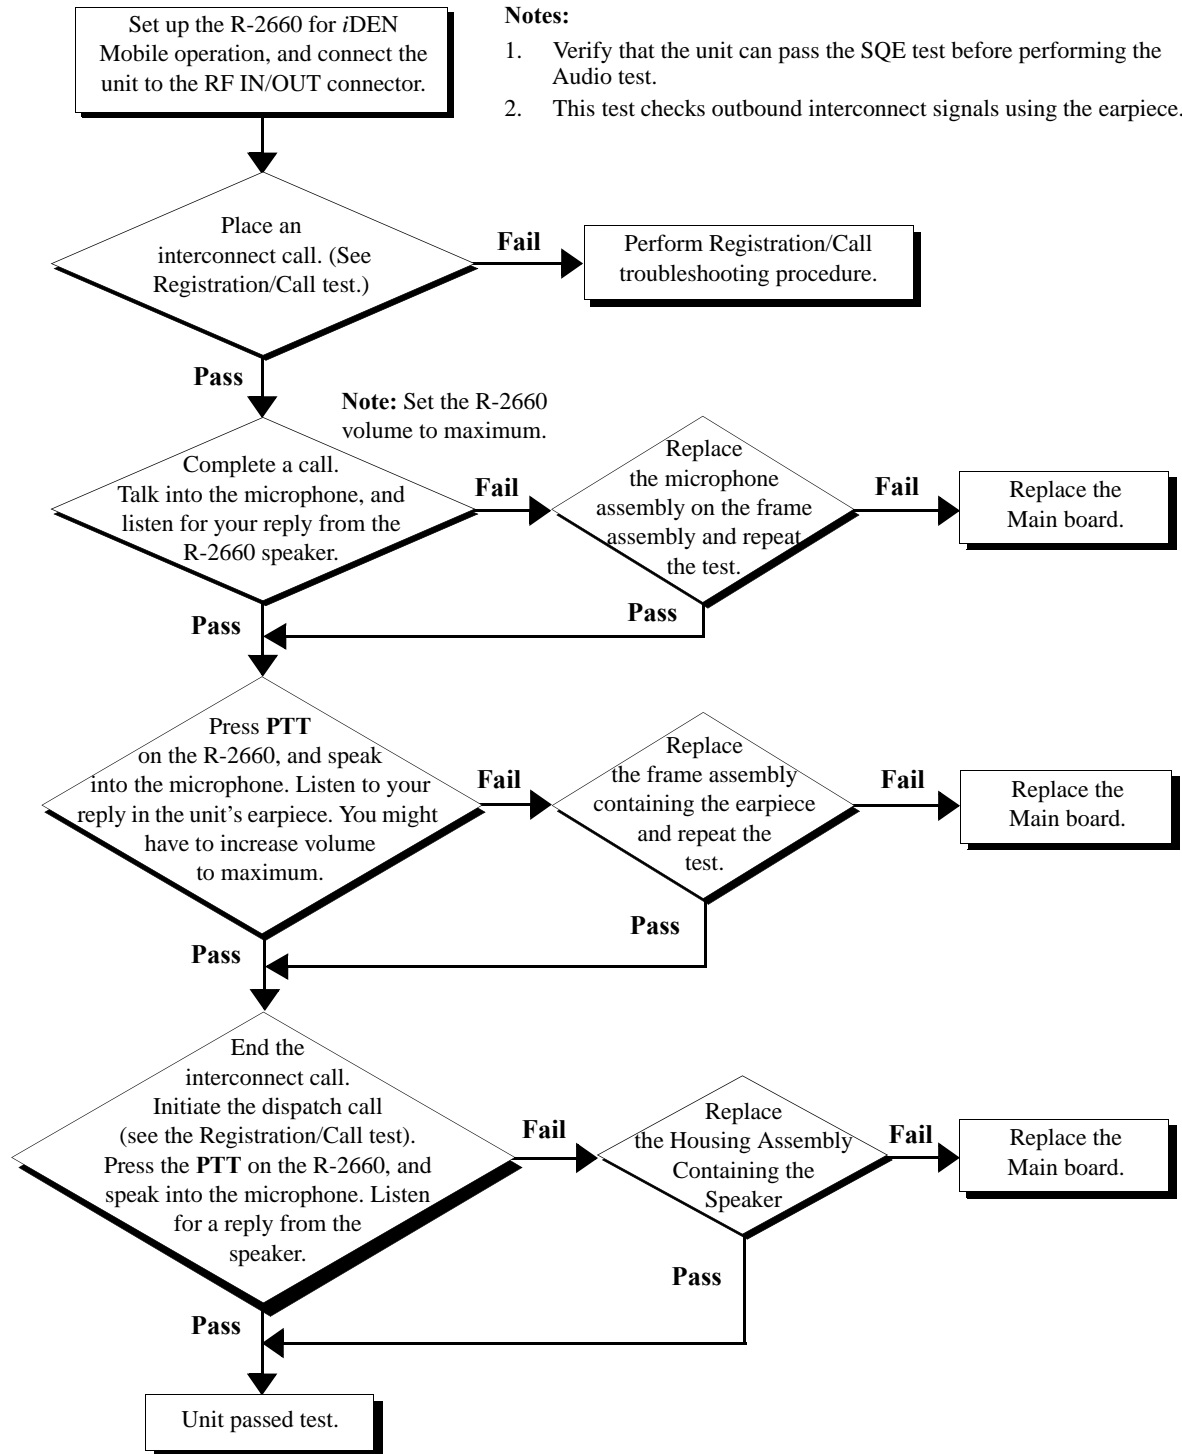 Set up the R-2660 for iDEN
Mobile operation, and connect the
unit to the RF IN/OUT connector.
Notes:
1. Verify that the unit can pass the SQE test before performing the
Audio test.
2. This test checks outbound interconnect signals using the earpiece.
Place an
interconnect call. (See
Registration/Call test.)
Fail
Perform Registration/Call
troubleshooting procedure.
Pass
Note: Set the R-2660
volume to maximum.
Complete a call.
Talk into the microphone, and
listen for your reply from the
R-2660 speaker.
Fail
Replace
the microphone
assembly on the frame
assembly and repeat
the test.
Fail
Replace the
Main board.
Pass
Pass
Press PTT
on the R-2660, and speak
into the microphone. Listen to your
reply in the unit's earpiece. You might
have to increase volume
to maximum.
Fail
Replace
the frame assembly
containing the earpiece
and repeat the
test.
Fail
Replace the
Main board.
Pass
Pass
End the
interconnect call.
Initiate the dispatch call
(see the Registration/Call test).
Press the PTT on the R-2660, and
speak into the microphone. Listen
for a reply from the
speaker.
Fail
Replace
the Housing Assembly
Containing the
Speaker
Fail
Replace the
Main board.
Pass
Pass
Unit passed test.